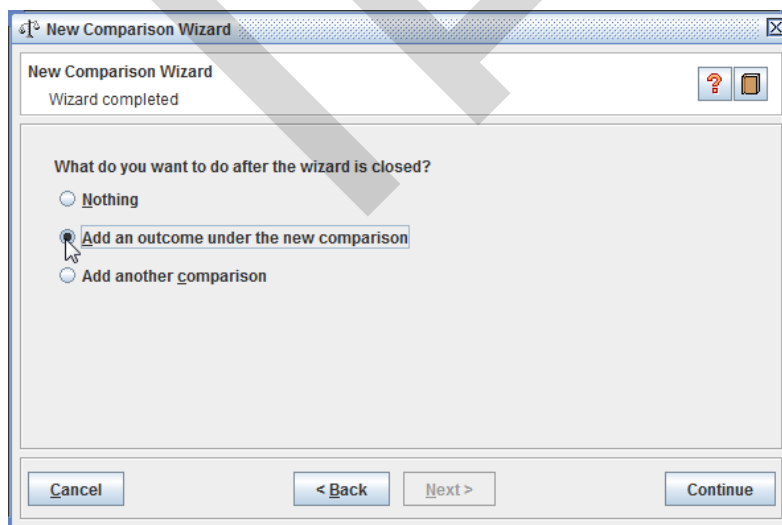 New Comparison Wizard
New Comparison Wizard
Wizard completed
What do you want to do after the wizard is closed?
Nothing
Add an outcome under the new comparison
Add another comparison
Cancel
< Back
Next >
Continue